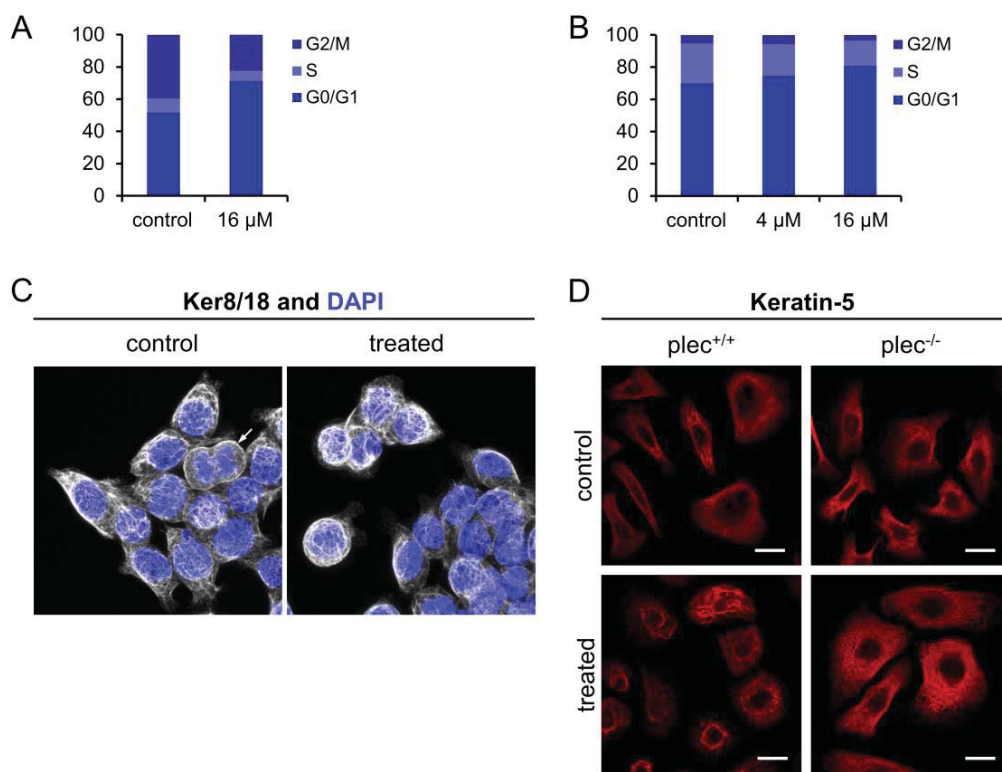 A
100
80
60
40
20
0
control 16 µM
G2/M
S
G0/G1
B
100
80
60
40
20
0
control 4 µM 16 µM
G2/M
S
G0/G1
C
Ker8/18 and DAPI
control treated
D
Keratin-5
plec+/+ plec-/-
control
treated